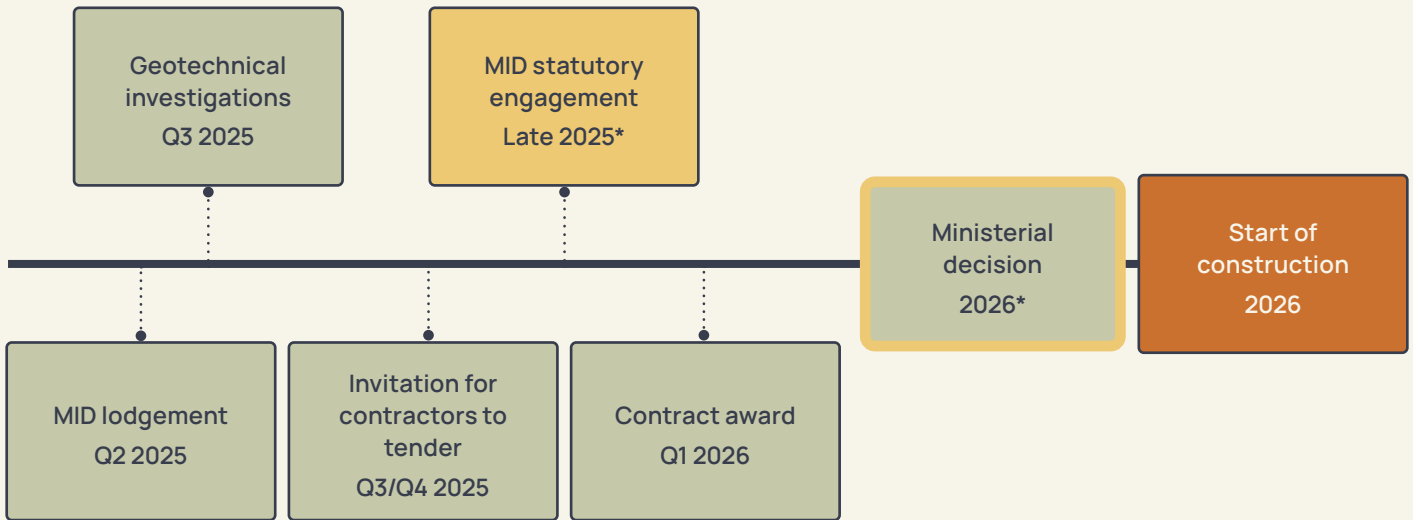 Geotechnical
investigations
Q3 2025
MID statutory
engagement
Late 2025*
Ministerial
decision
2026*
Start of
construction
2026
MID lodgement
Q2 2025
Invitation for
contractors to
tender
Q3/Q4 2025
Contract award
Q1 2026